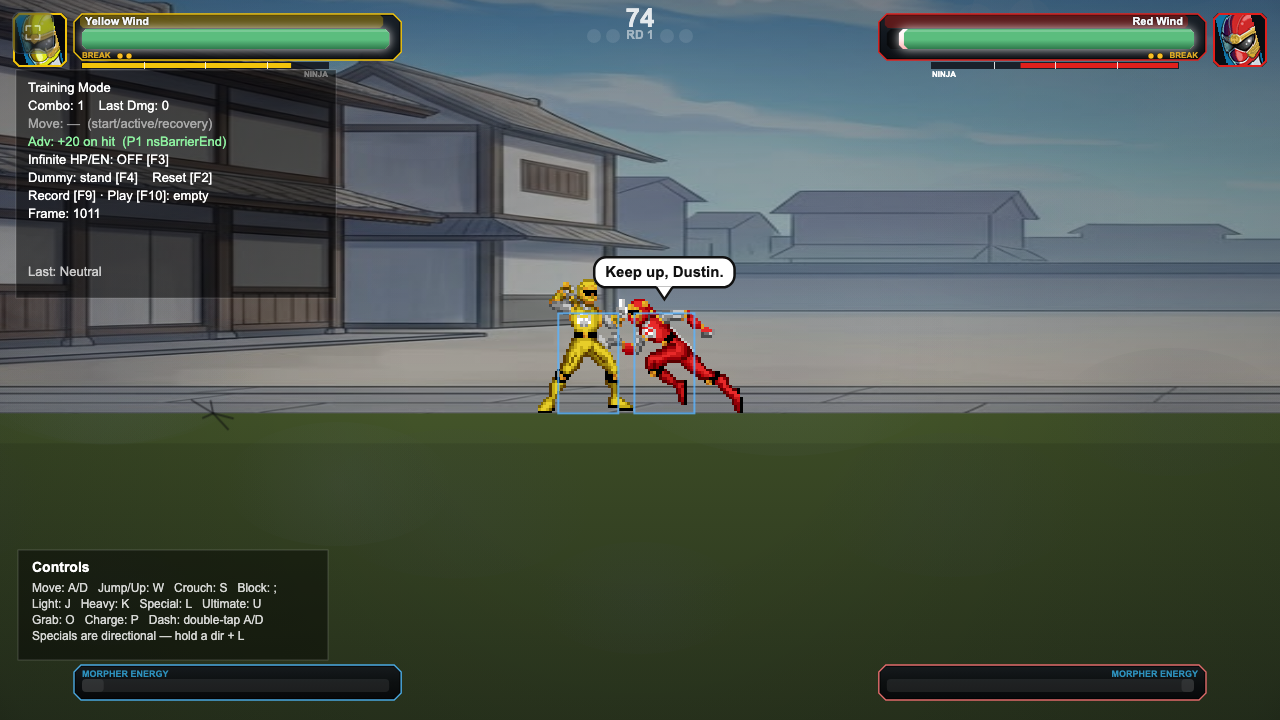 Yellow Wind
74
Red Wind
RD 1
BREAK
BREAK
NINJA
NINJA
Training Mode
Combo: 1 Last Dmg: 0
Move: — (start/active/recovery)
Adv: +20 on hit (P1 nsBarrierEnd)
Infinite HP/EN: OFF [F3]
Dummy: stand [F4] Reset [F2]
Record [F9] · Play [F10]: empty
Frame: 1011
Last: Neutral
Keep up, Dustin.
Controls
Move: A/D Jump/Up: W Crouch: S Block: ;
Light: J Heavy: K Special: L Ultimate: U
Grab: O Charge: P Dash: double-tap A/D
Specials are directional — hold a dir + L
MORPHER ENERGY
MORPHER ENERGY